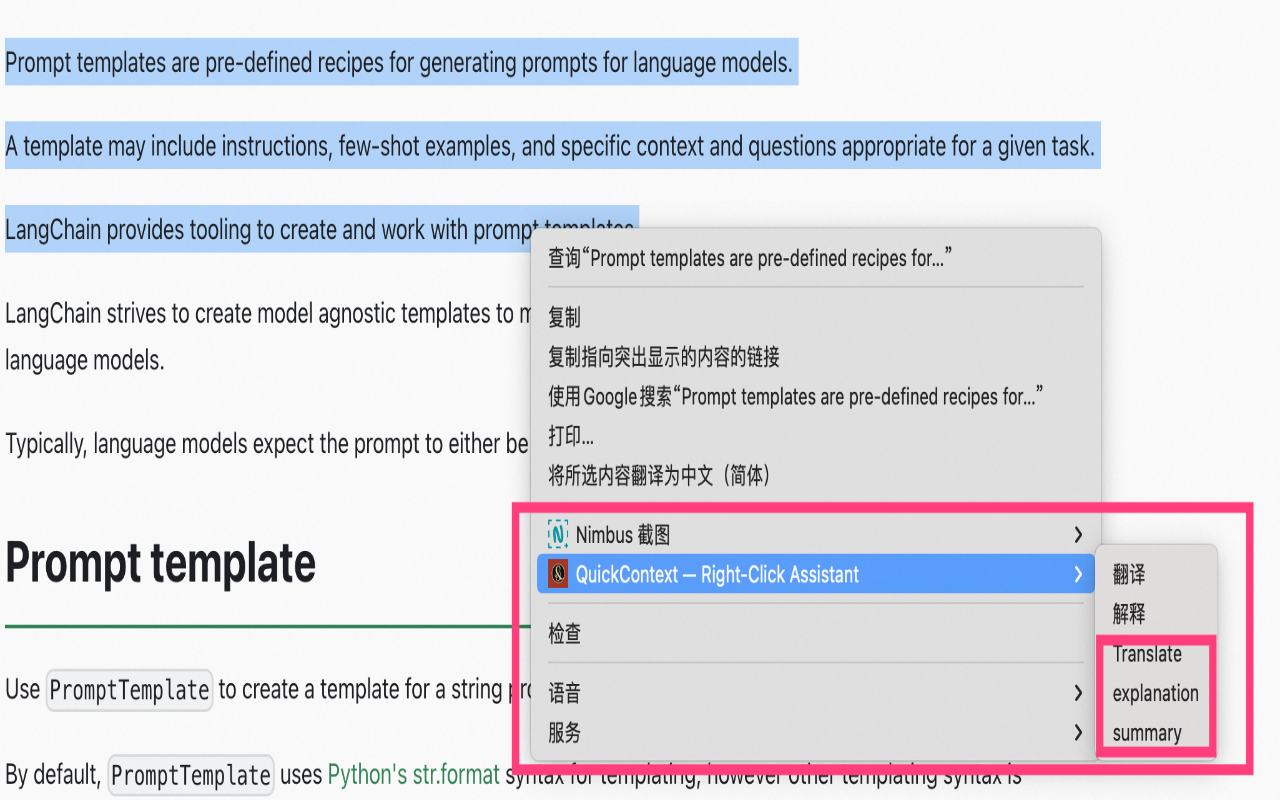 Prompt templates are pre-defined recipes for generating prompts for language models.
A template may include instructions, few-shot examples, and specific context and questions appropriate for a given task.
LangChain provides tooling to create and work with prompt templates.
LangChain strives to create model agnostic templates to
language models.
Typically, language models expect the prompt to either be
Prompt template
Use PromptTemplate to create a template for a string
By default, PromptTemplate uses Python's str.format syntax for templating; however other templating syntax is
查询“Prompt templates are pre-defined recipes for...”
复制
复制指向突出显示的内容的链接
使用Google搜索“Prompt templates are pre-defined recipes for...”
打印...
将所选内容翻译为中文（简体）
Nimbus 截图
QuickContext — Right-Click Assistant
检查
语音
服务
翻译
解释
Translate
explanation
summary